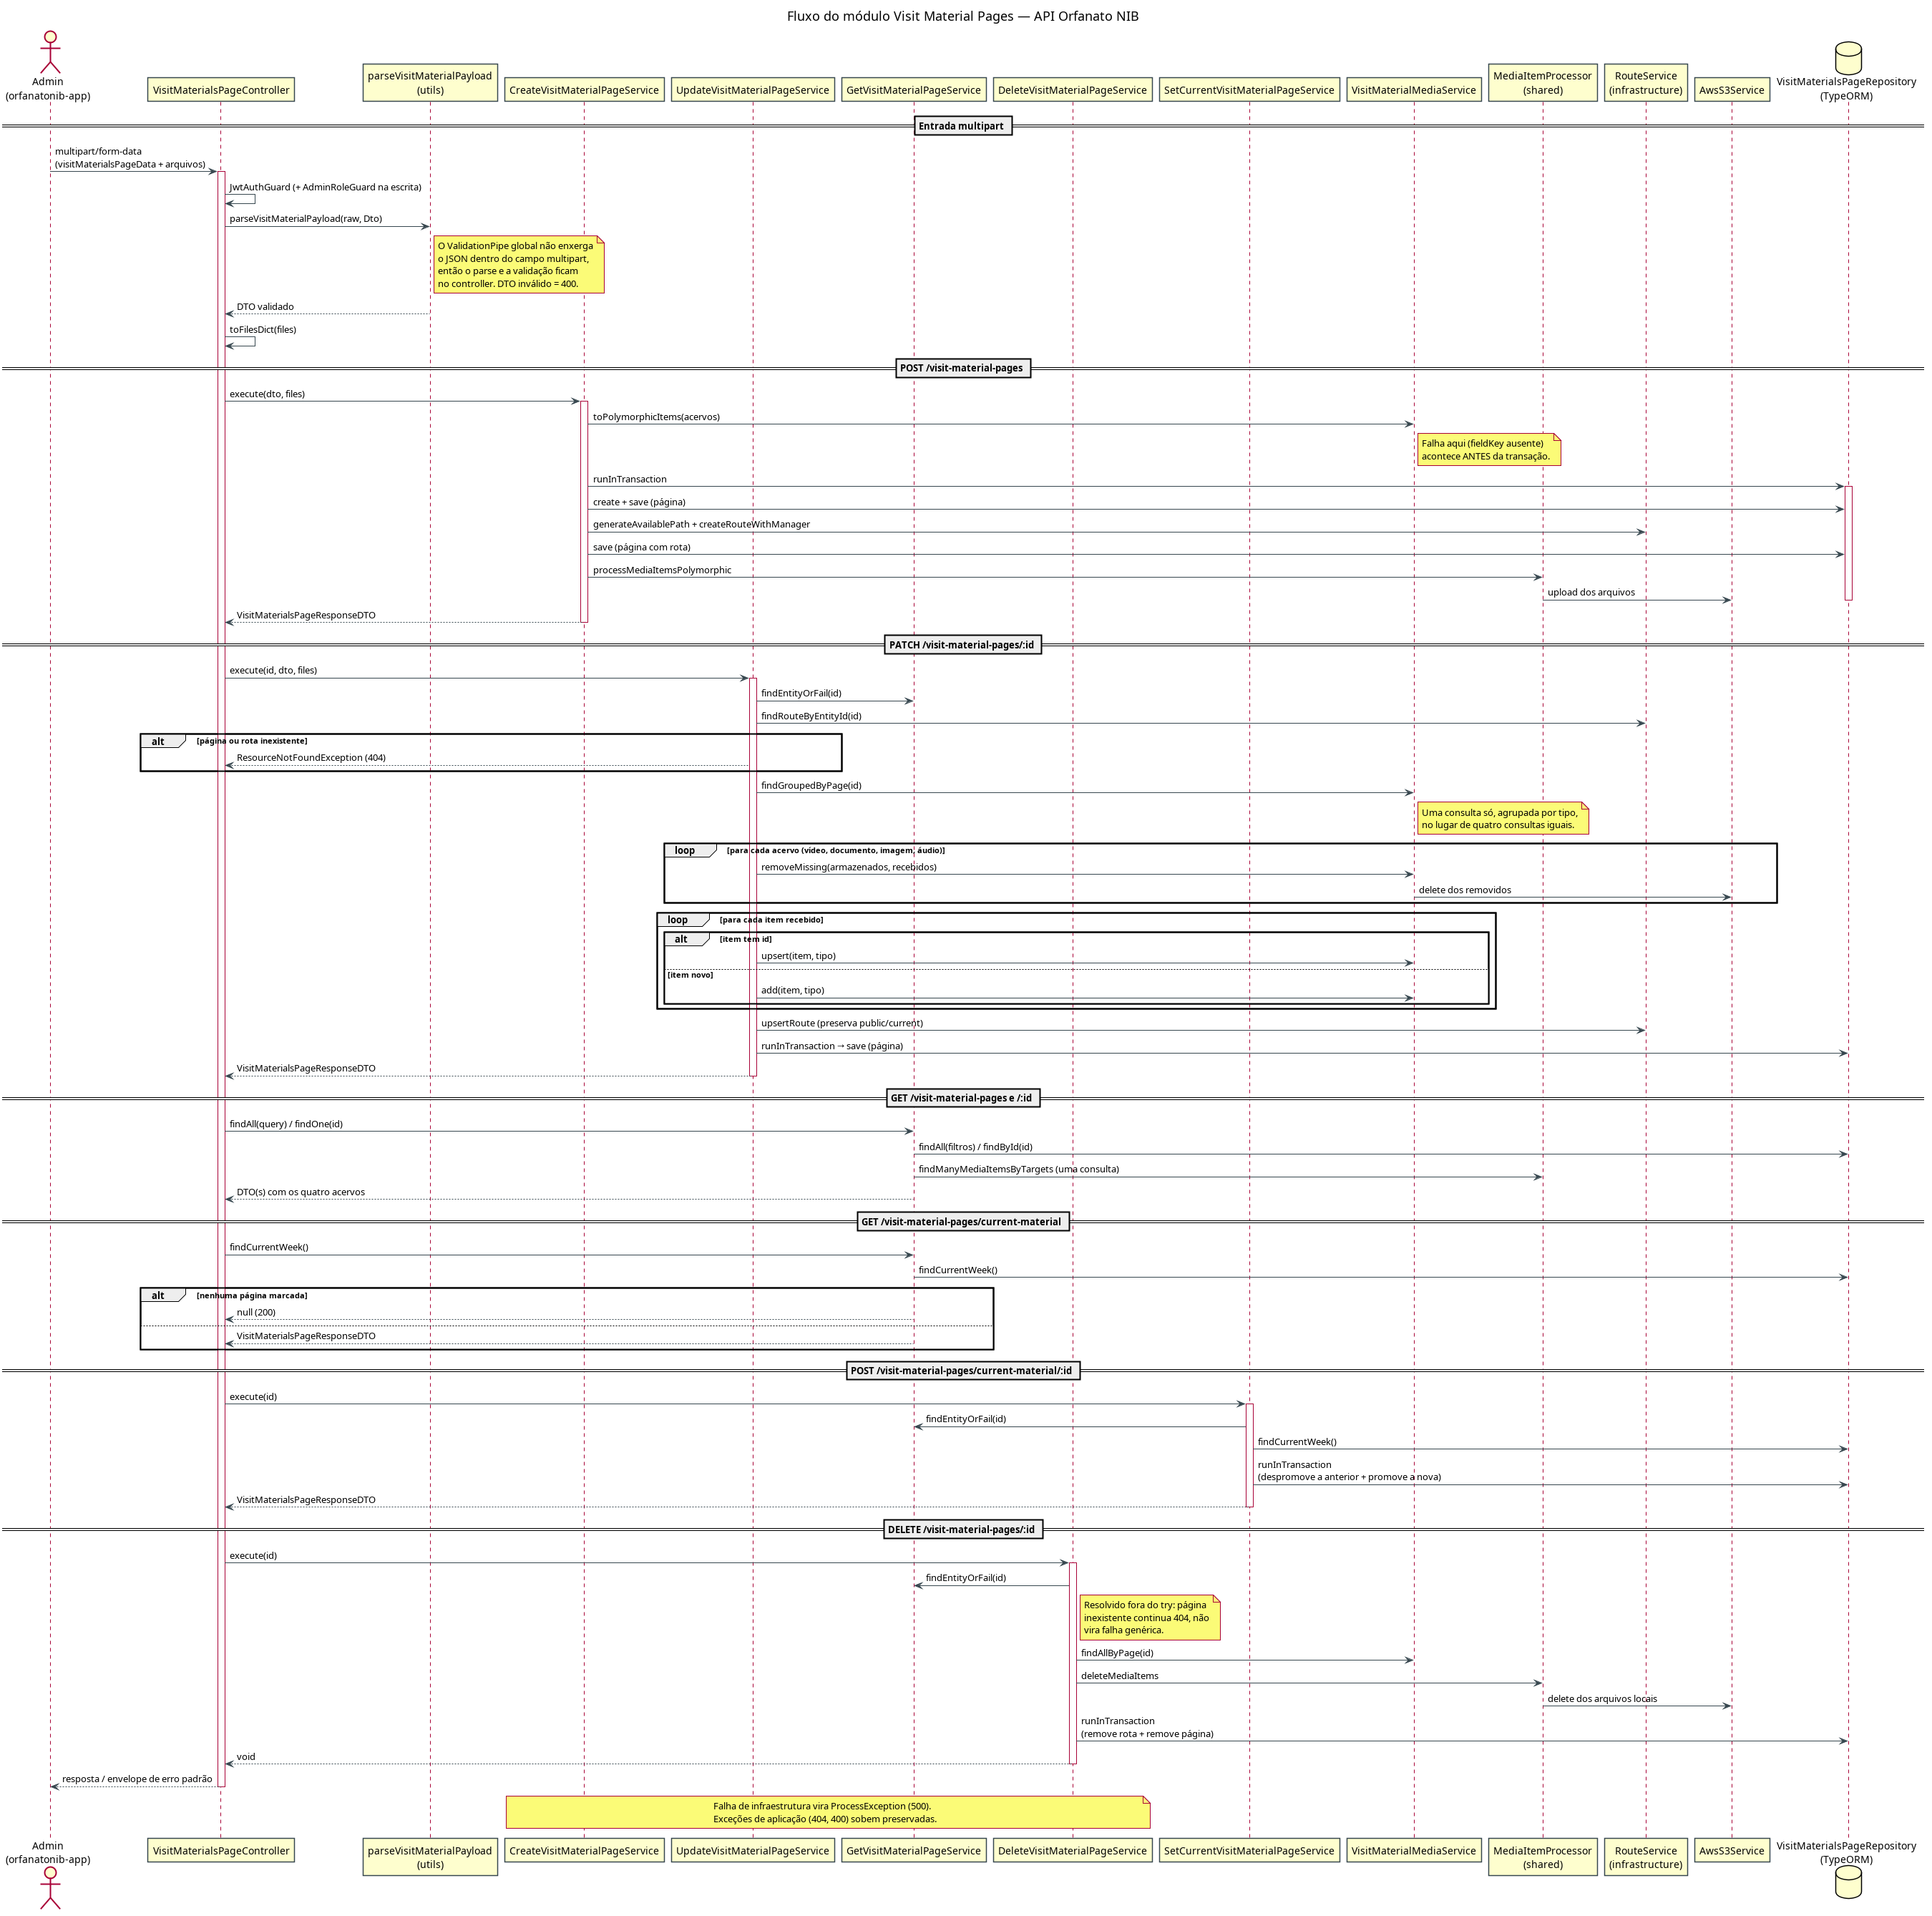 Fluxo do módulo Visit Material Pages — API Orfanato NIB
Admin
(orfanatonib-app)
VisitMaterialsPageController
parseVisitMaterialPayload
(utils)
CreateVisitMaterialPageService
UpdateVisitMaterialPageService
GetVisitMaterialPageService
DeleteVisitMaterialPageService
SetCurrentVisitMaterialPageService
VisitMaterialMediaService
MediaItemProcessor
(shared)
RouteService
(infrastructure)
AwsS3Service
VisitMaterialsPageRepository
(TypeORM)
Entrada multipart
multipart/form-data
(visitMaterialsPageData + arquivos)
JwtAuthGuard (+ AdminRoleGuard na escrita)
parseVisitMaterialPayload(raw, Dto)
O ValidationPipe global não enxerga
o JSON dentro do campo multipart,
então o parse e a validação ficam
no controller. DTO inválido = 400.
DTO validado
toFilesDict(files)
POST /visit-material-pages
execute(dto, files)
toPolymorphicItems(acervos)
Falha aqui (fieldKey ausente)
acontece ANTES da transação.
runInTransaction
create + save (página)
generateAvailablePath + createRouteWithManager
save (página com rota)
processMediaItemsPolymorphic
upload dos arquivos
VisitMaterialsPageResponseDTO
PATCH /visit-material-pages/:id
execute(id, dto, files)
findEntityOrFail(id)
findRouteByEntityId(id)
alt [página ou rota inexistente]
ResourceNotFoundException (404)
findGroupedByPage(id)
Uma consulta só, agrupada por tipo,
no lugar de quatro consultas iguais.
loop [para cada acervo (vídeo, documento, imagem, áudio)]
removeMissing(armazenados, recebidos)
delete dos removidos
loop [para cada item recebido]
alt [item tem id]
upsert(item, tipo)
[item novo]
add(item, tipo)
upsertRoute (preserva public/current)
runInTransaction → save (página)
VisitMaterialsPageResponseDTO
GET /visit-material-pages e /:id
findAll(query) / findOne(id)
findAll(filtros) / findById(id)
findManyMediaItemsByTargets (uma consulta)
DTO(s) com os quatro acervos
GET /visit-material-pages/current-material
findCurrentWeek()
findCurrentWeek()
alt [nenhuma página marcada]
null (200)
VisitMaterialsPageResponseDTO
POST /visit-material-pages/current-material/:id
execute(id)
findEntityOrFail(id)
findCurrentWeek()
runInTransaction
(despromove a anterior + promove a nova)
VisitMaterialsPageResponseDTO
DELETE /visit-material-pages/:id
execute(id)
findEntityOrFail(id)
Resolvido fora do try: página
inexistente continua 404, não
vira falha genérica.
findAllByPage(id)
deleteMediaItems
delete dos arquivos locais
runInTransaction
(remove rota + remove página)
void
resposta / envelope de erro padrão
Falha de infraestrutura vira ProcessException (500).
Exceções de aplicação (404, 400) sobem preservadas.
Admin
(orfanatonib-app)
VisitMaterialsPageController
parseVisitMaterialPayload
(utils)
CreateVisitMaterialPageService
UpdateVisitMaterialPageService
GetVisitMaterialPageService
DeleteVisitMaterialPageService
SetCurrentVisitMaterialPageService
VisitMaterialMediaService
MediaItemProcessor
(shared)
RouteService
(infrastructure)
AwsS3Service
VisitMaterialsPageRepository
(TypeORM)